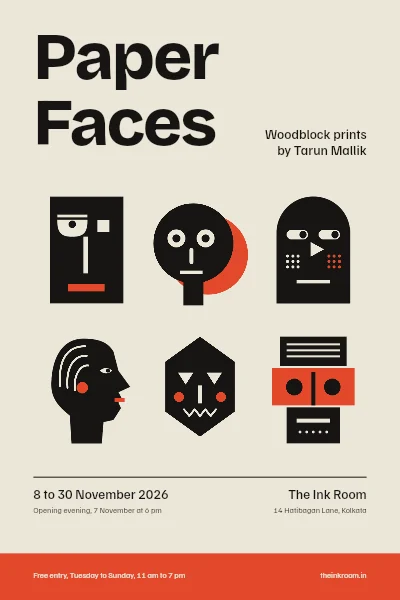 Paper
Faces
Woodblock prints
by Tarun Mallik
8 to 30 November 2026
Opening evening, 7 November at 6 pm
The Ink Room
14 Hatibagan Lane, Kolkata
Free entry, Tuesday to Sunday, 11 am to 7 pm
theinkroom.in